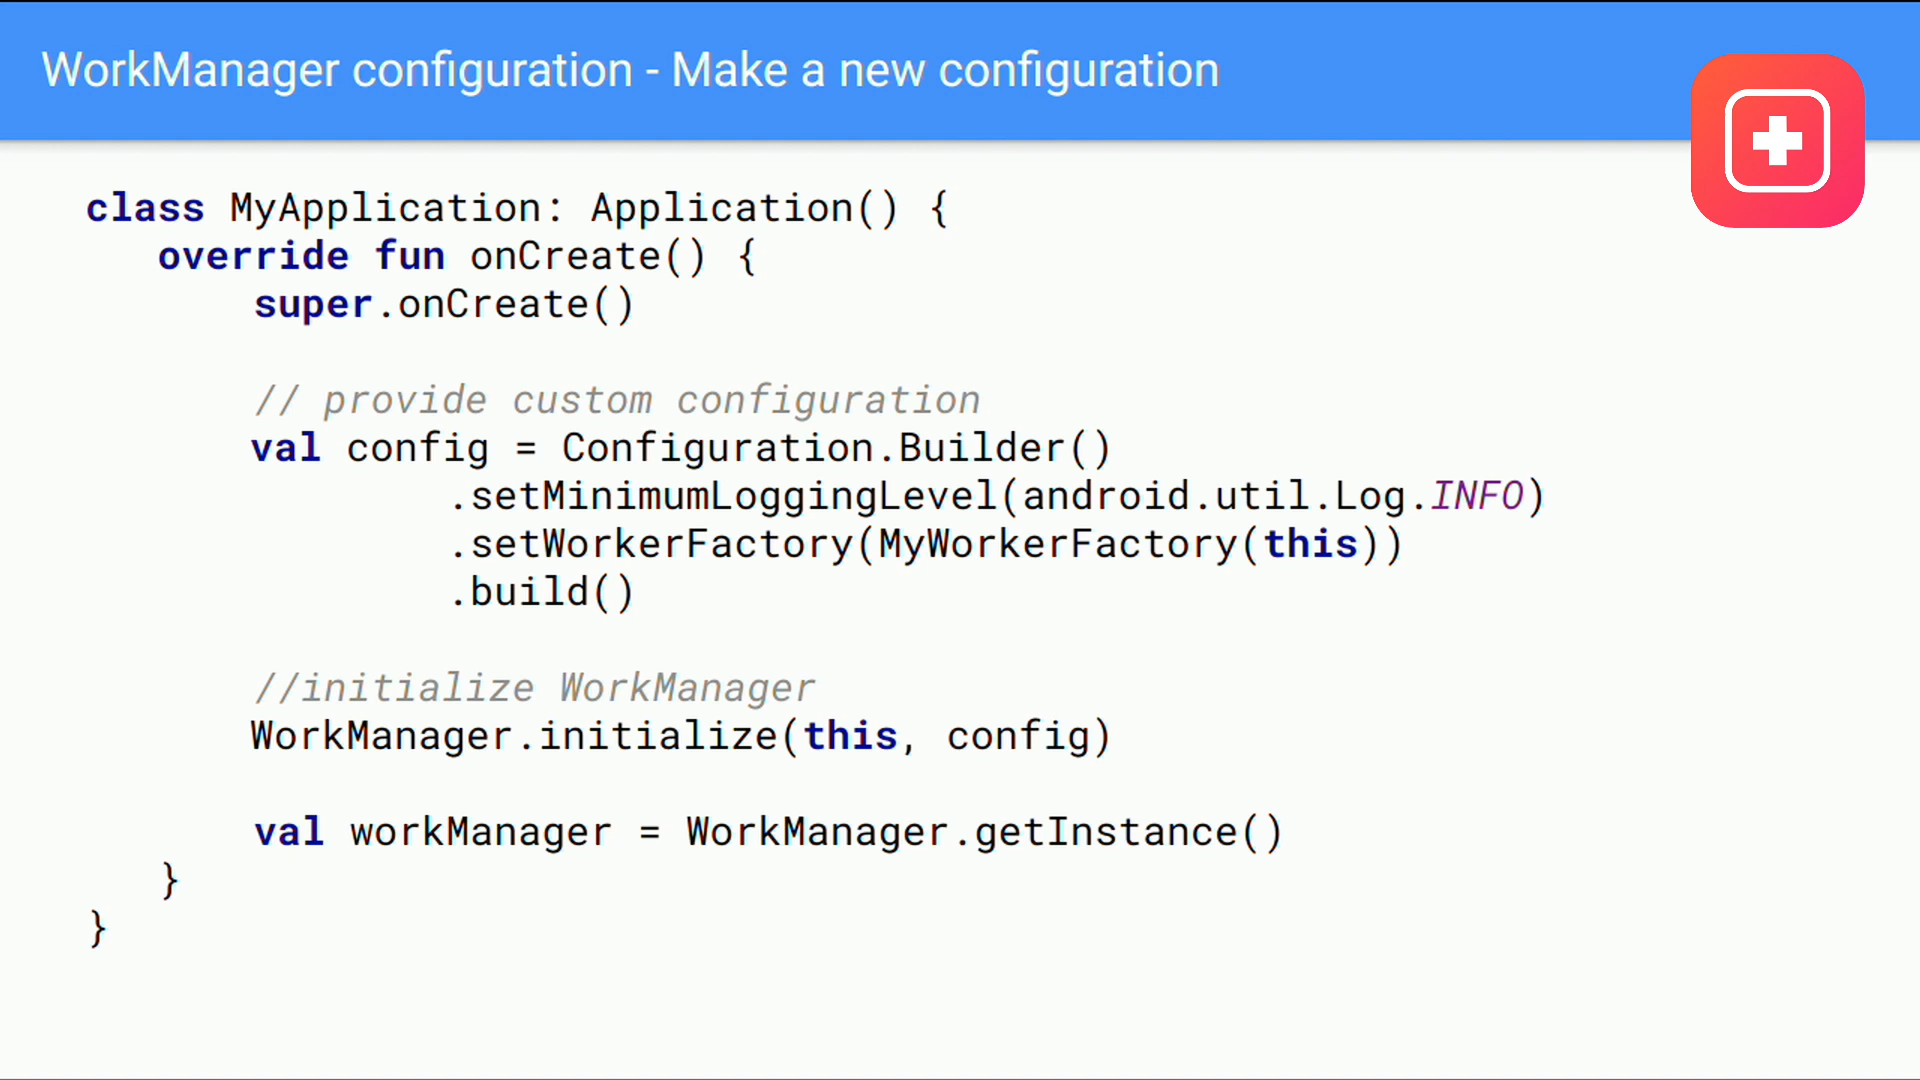 WorkManager configuration - Make a new configuration
class MyApplication: Application() {
override fun onCreate() {
super.onCreate()
// provide custom configuration
val config = Configuration.Builder()
.setMinimumLoggingLevel(android.util.Log.INFO)
.setWorkerFactory(MyWorkerFactory(this))
.build()
//initialize WorkManager
WorkManager.initialize(this, config)
val workManager = WorkManager.getInstance()
}
}